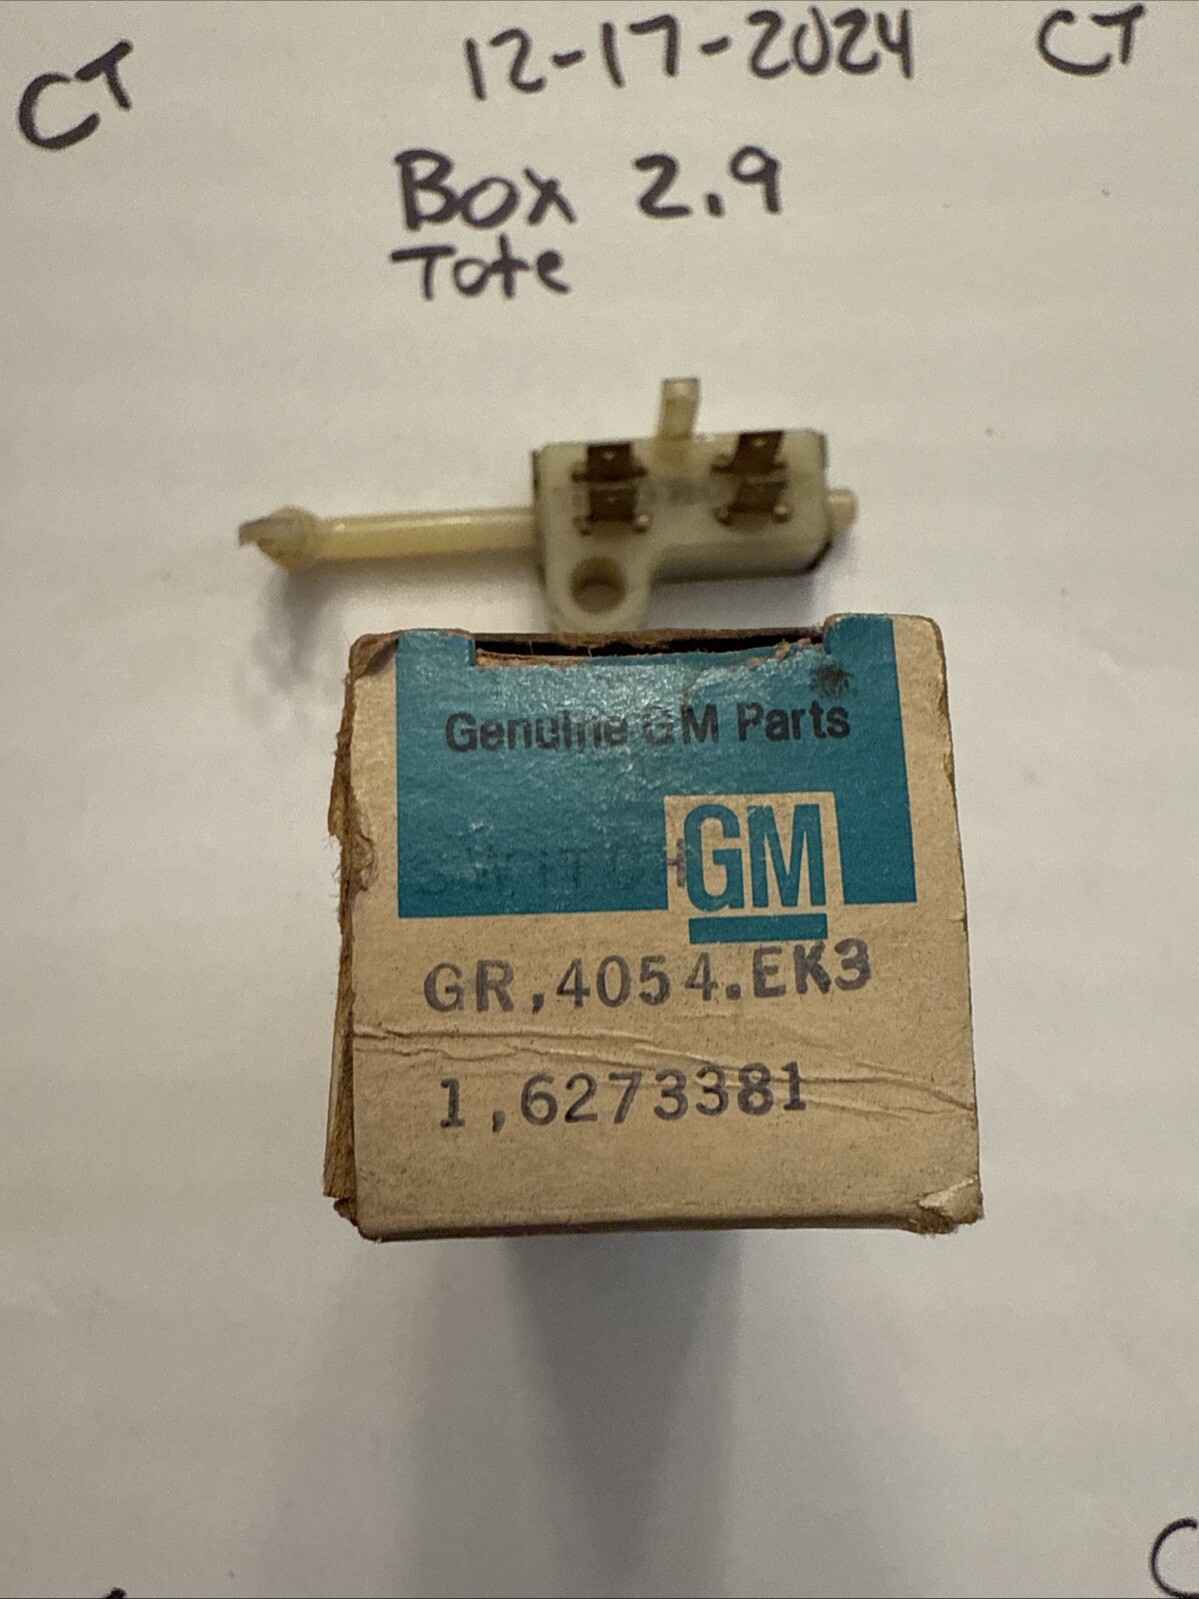 CT 12-17-2024 CT
Box 2.9
Tote
Genuine GM Parts
GM
GR,4054.EK3
1,6273381